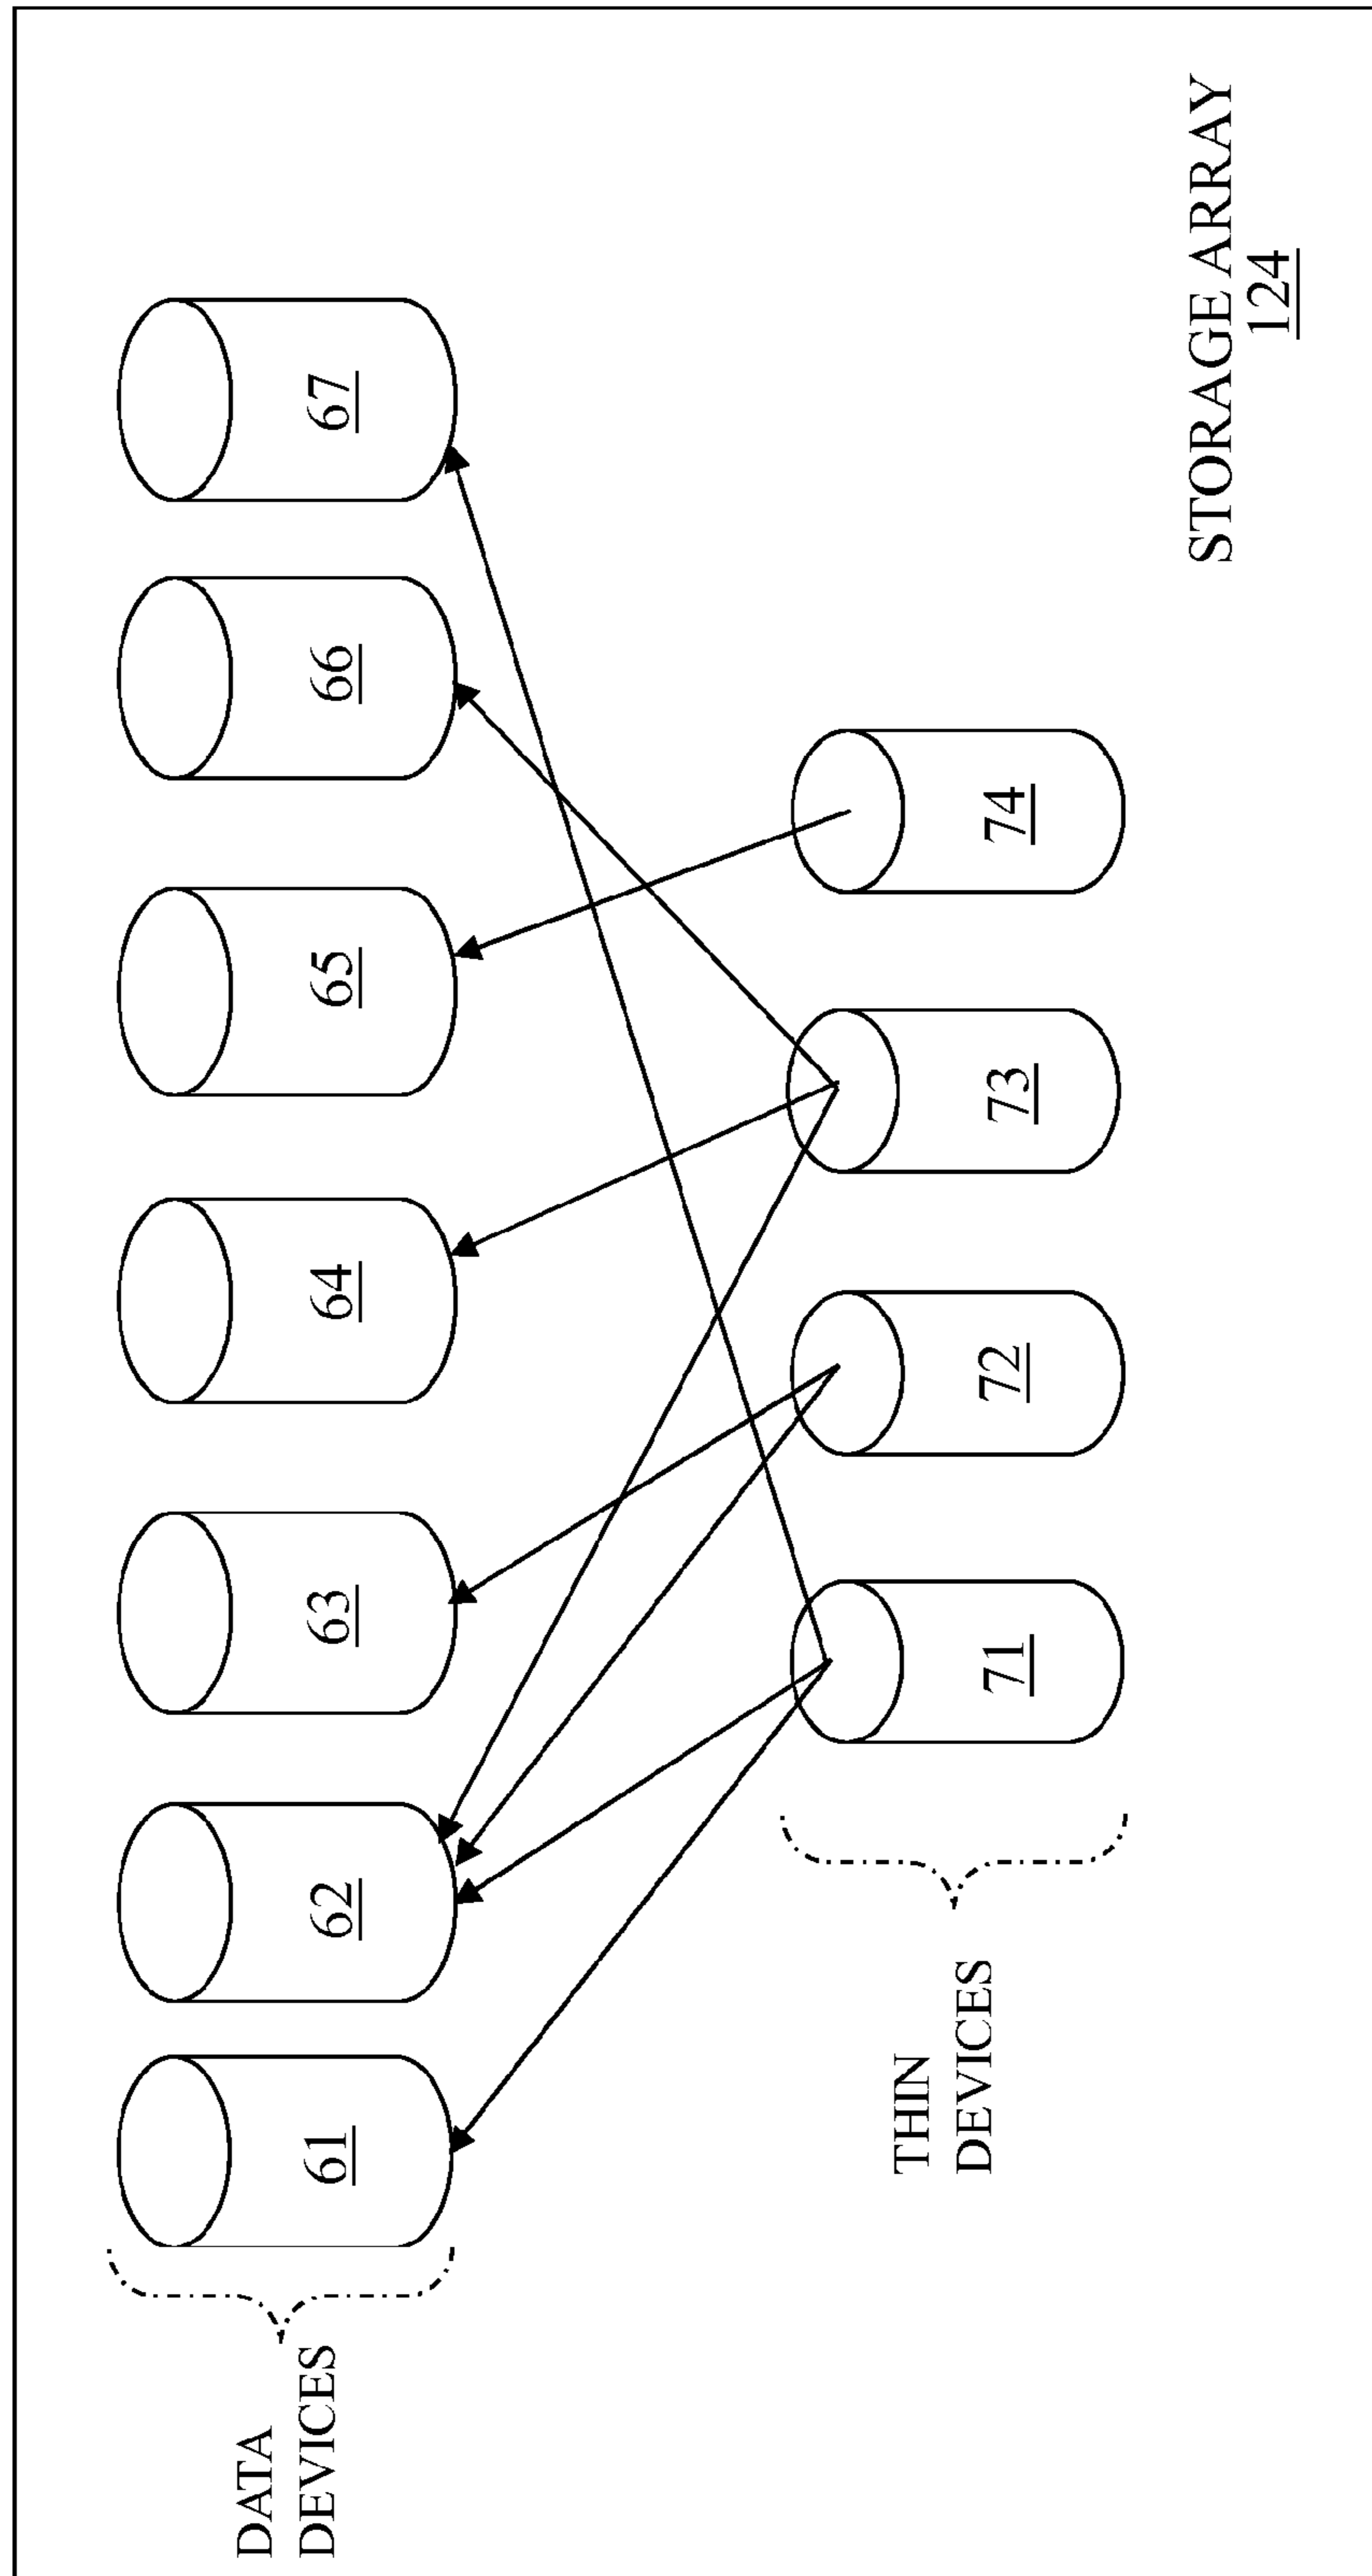 DATA
DEVICES
61
62
63
64
65
66
67
THIN
DEVICES
71
72
73
74
STORAGE ARRAY
124